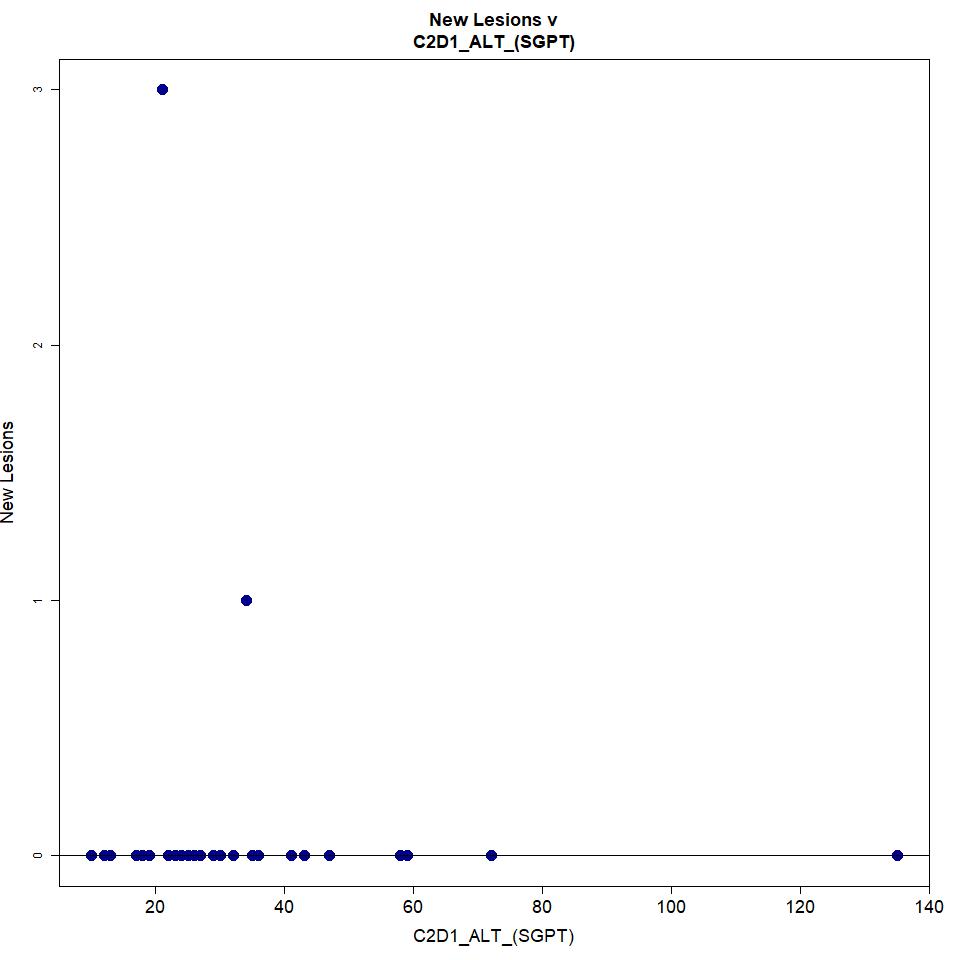 New Lesions v
C2D1_ALT_(SGPT)
3
2
1
0
New Lesions
20 40 60 80 100 120 140
C2D1_ALT_(SGPT)